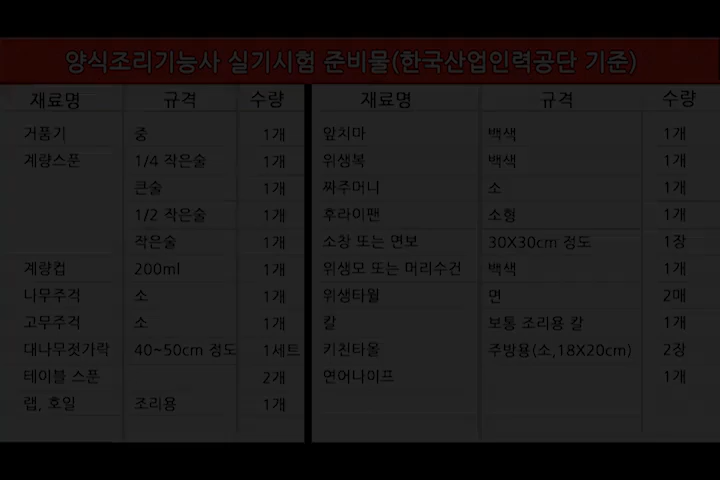 양식조리기능사 실기시험 준비물(한국산업인력공단 기준)
재료명 규격 수량
거품기 중 1개
계량스푼 1/4 작은술 1개
큰술 1개
1/2 작은술 1개
작은술 1개
계량컵 200ml 1개
나무주걱 소 1개
고무주걱 소 1개
대나무젓가락 40~50cm 정도 1세트
테이블 스푼 2개
랩, 호일 조리용 1개
재료명 규격 수량
앞치마 백색 1개
위생복 백색 1개
짜주머니 소 1개
후라이팬 소형 1개
소창 또는 면보 30X30cm 정도 1장
위생모 또는 머리수건 백색 1개
위생타월 면 2매
칼 보통 조리용 칼 1개
키친타올 주방용(소,18X20cm) 2장
연어나이프 1개